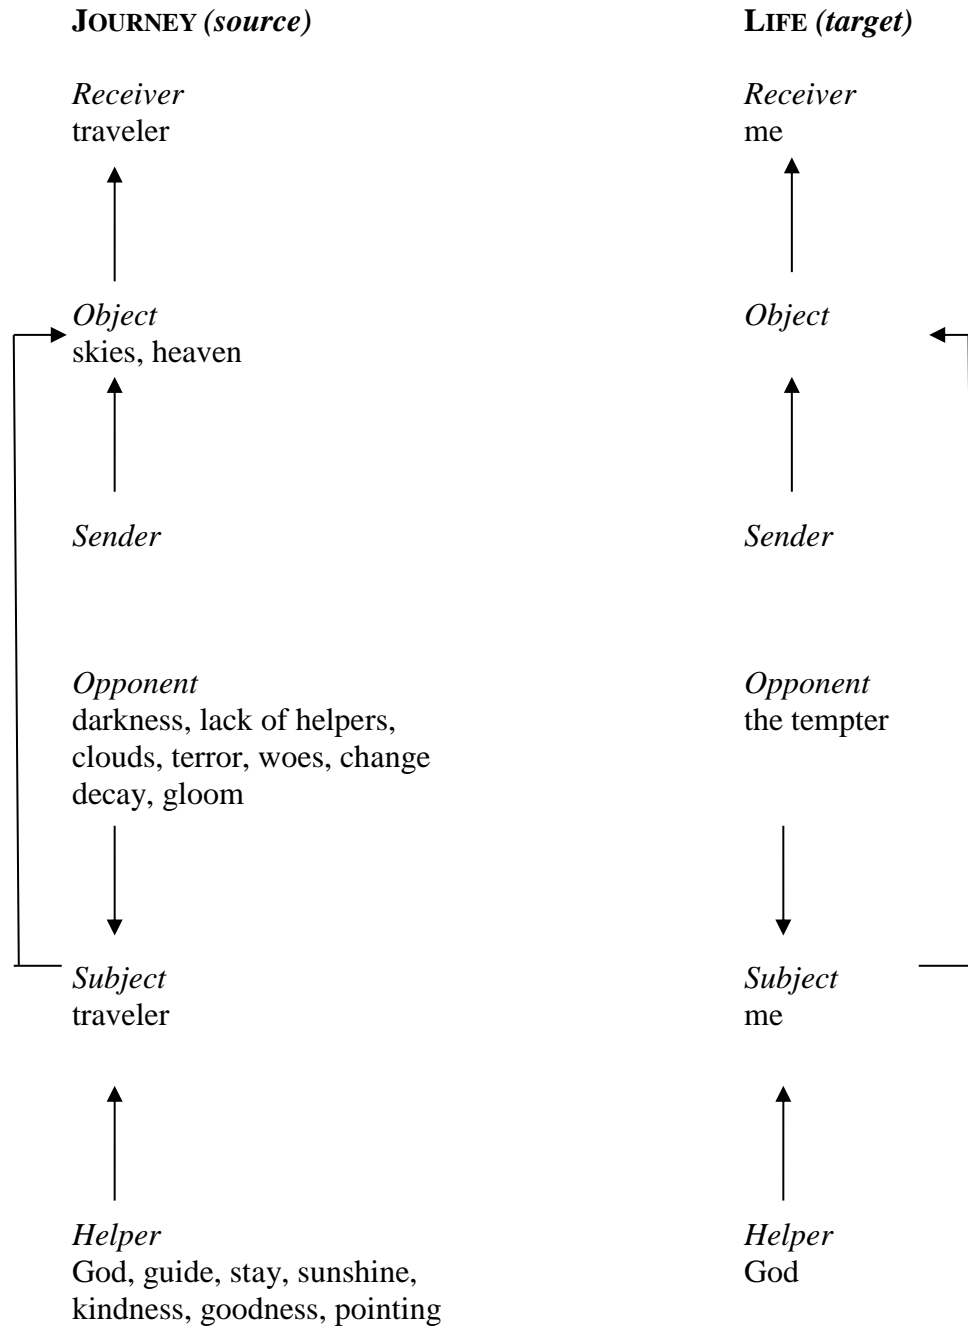 JOURNEY (source)
LIFE (target)
Receiver
traveler
Receiver
me
Object
skies, heaven
Object
Sender
Sender
Opponent
darkness, lack of helpers,
clouds, terror, woes, change
decay, gloom
Opponent
the tempter
Subject
traveler
Subject
me
Helper
God, guide, stay, sunshine,
kindness, goodness, pointing
Helper
God